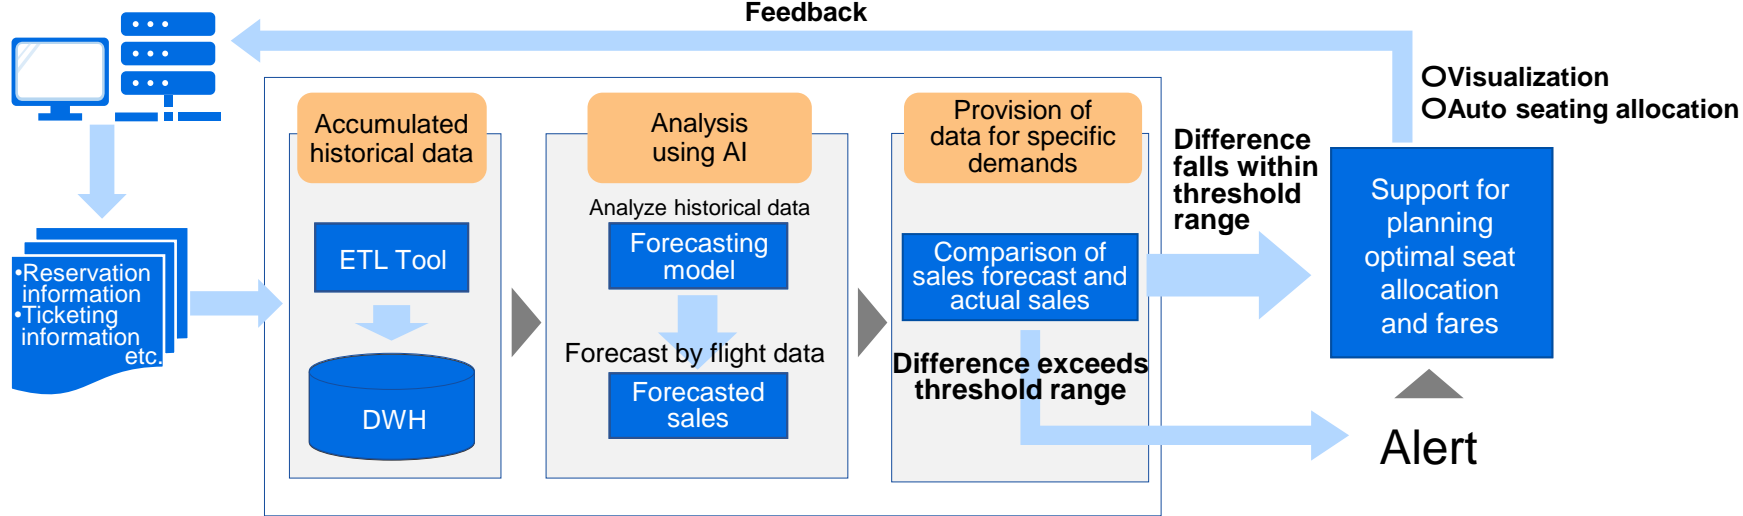 Feedback
○Visualization
○Auto seating allocation
•Reservation
information
•Ticketing
information
etc.
Accumulated
historical data
ETL Tool
DWH
Analysis
using AI
Analyze historical data
Forecasting
model
Forecast by flight data
Forecasted
sales
Provision of
data for specific
demands
Comparison of
sales forecast and
actual sales
Difference exceeds
threshold range
Difference
falls within
threshold
range
Support for
planning
optimal seat
allocation
and fares
Alert